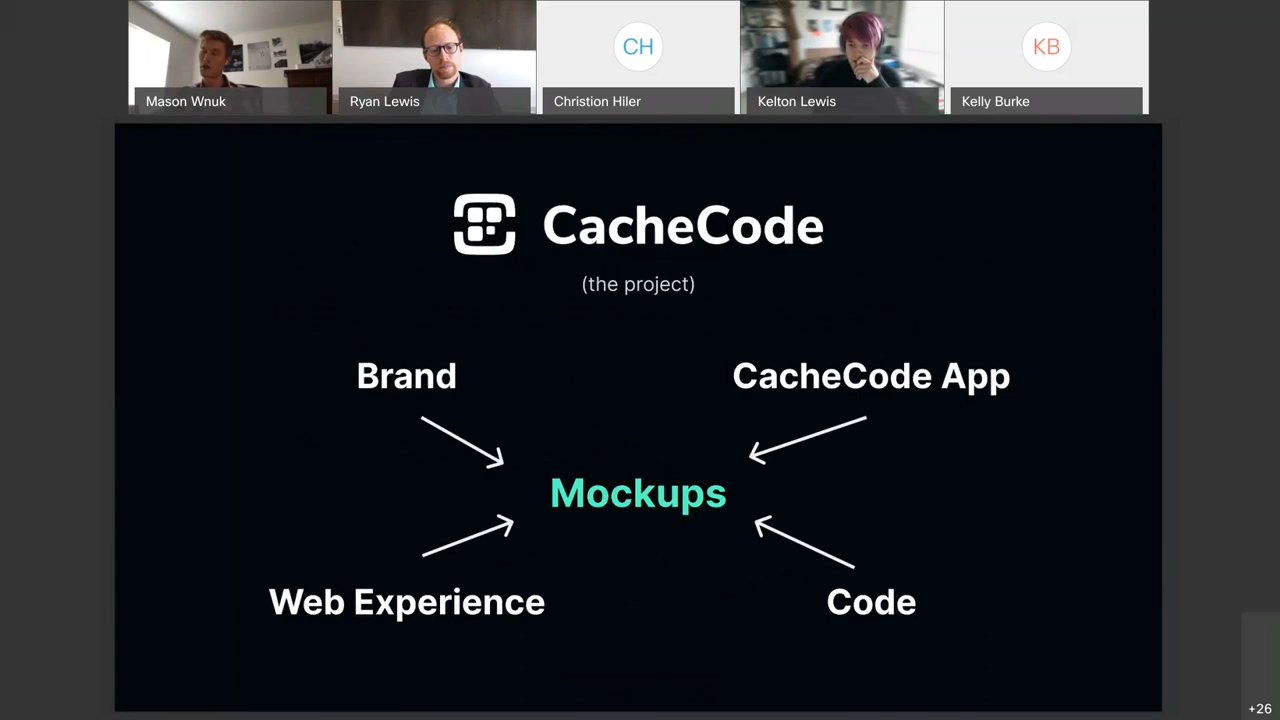 CH
KB
Mason Wnuk
Ryan Lewis
Christion Hiler
Kelton Lewis
Kelly Burke
CacheCode
(the project)
Brand
CacheCode App
Mockups
Web Experience
Code
+26